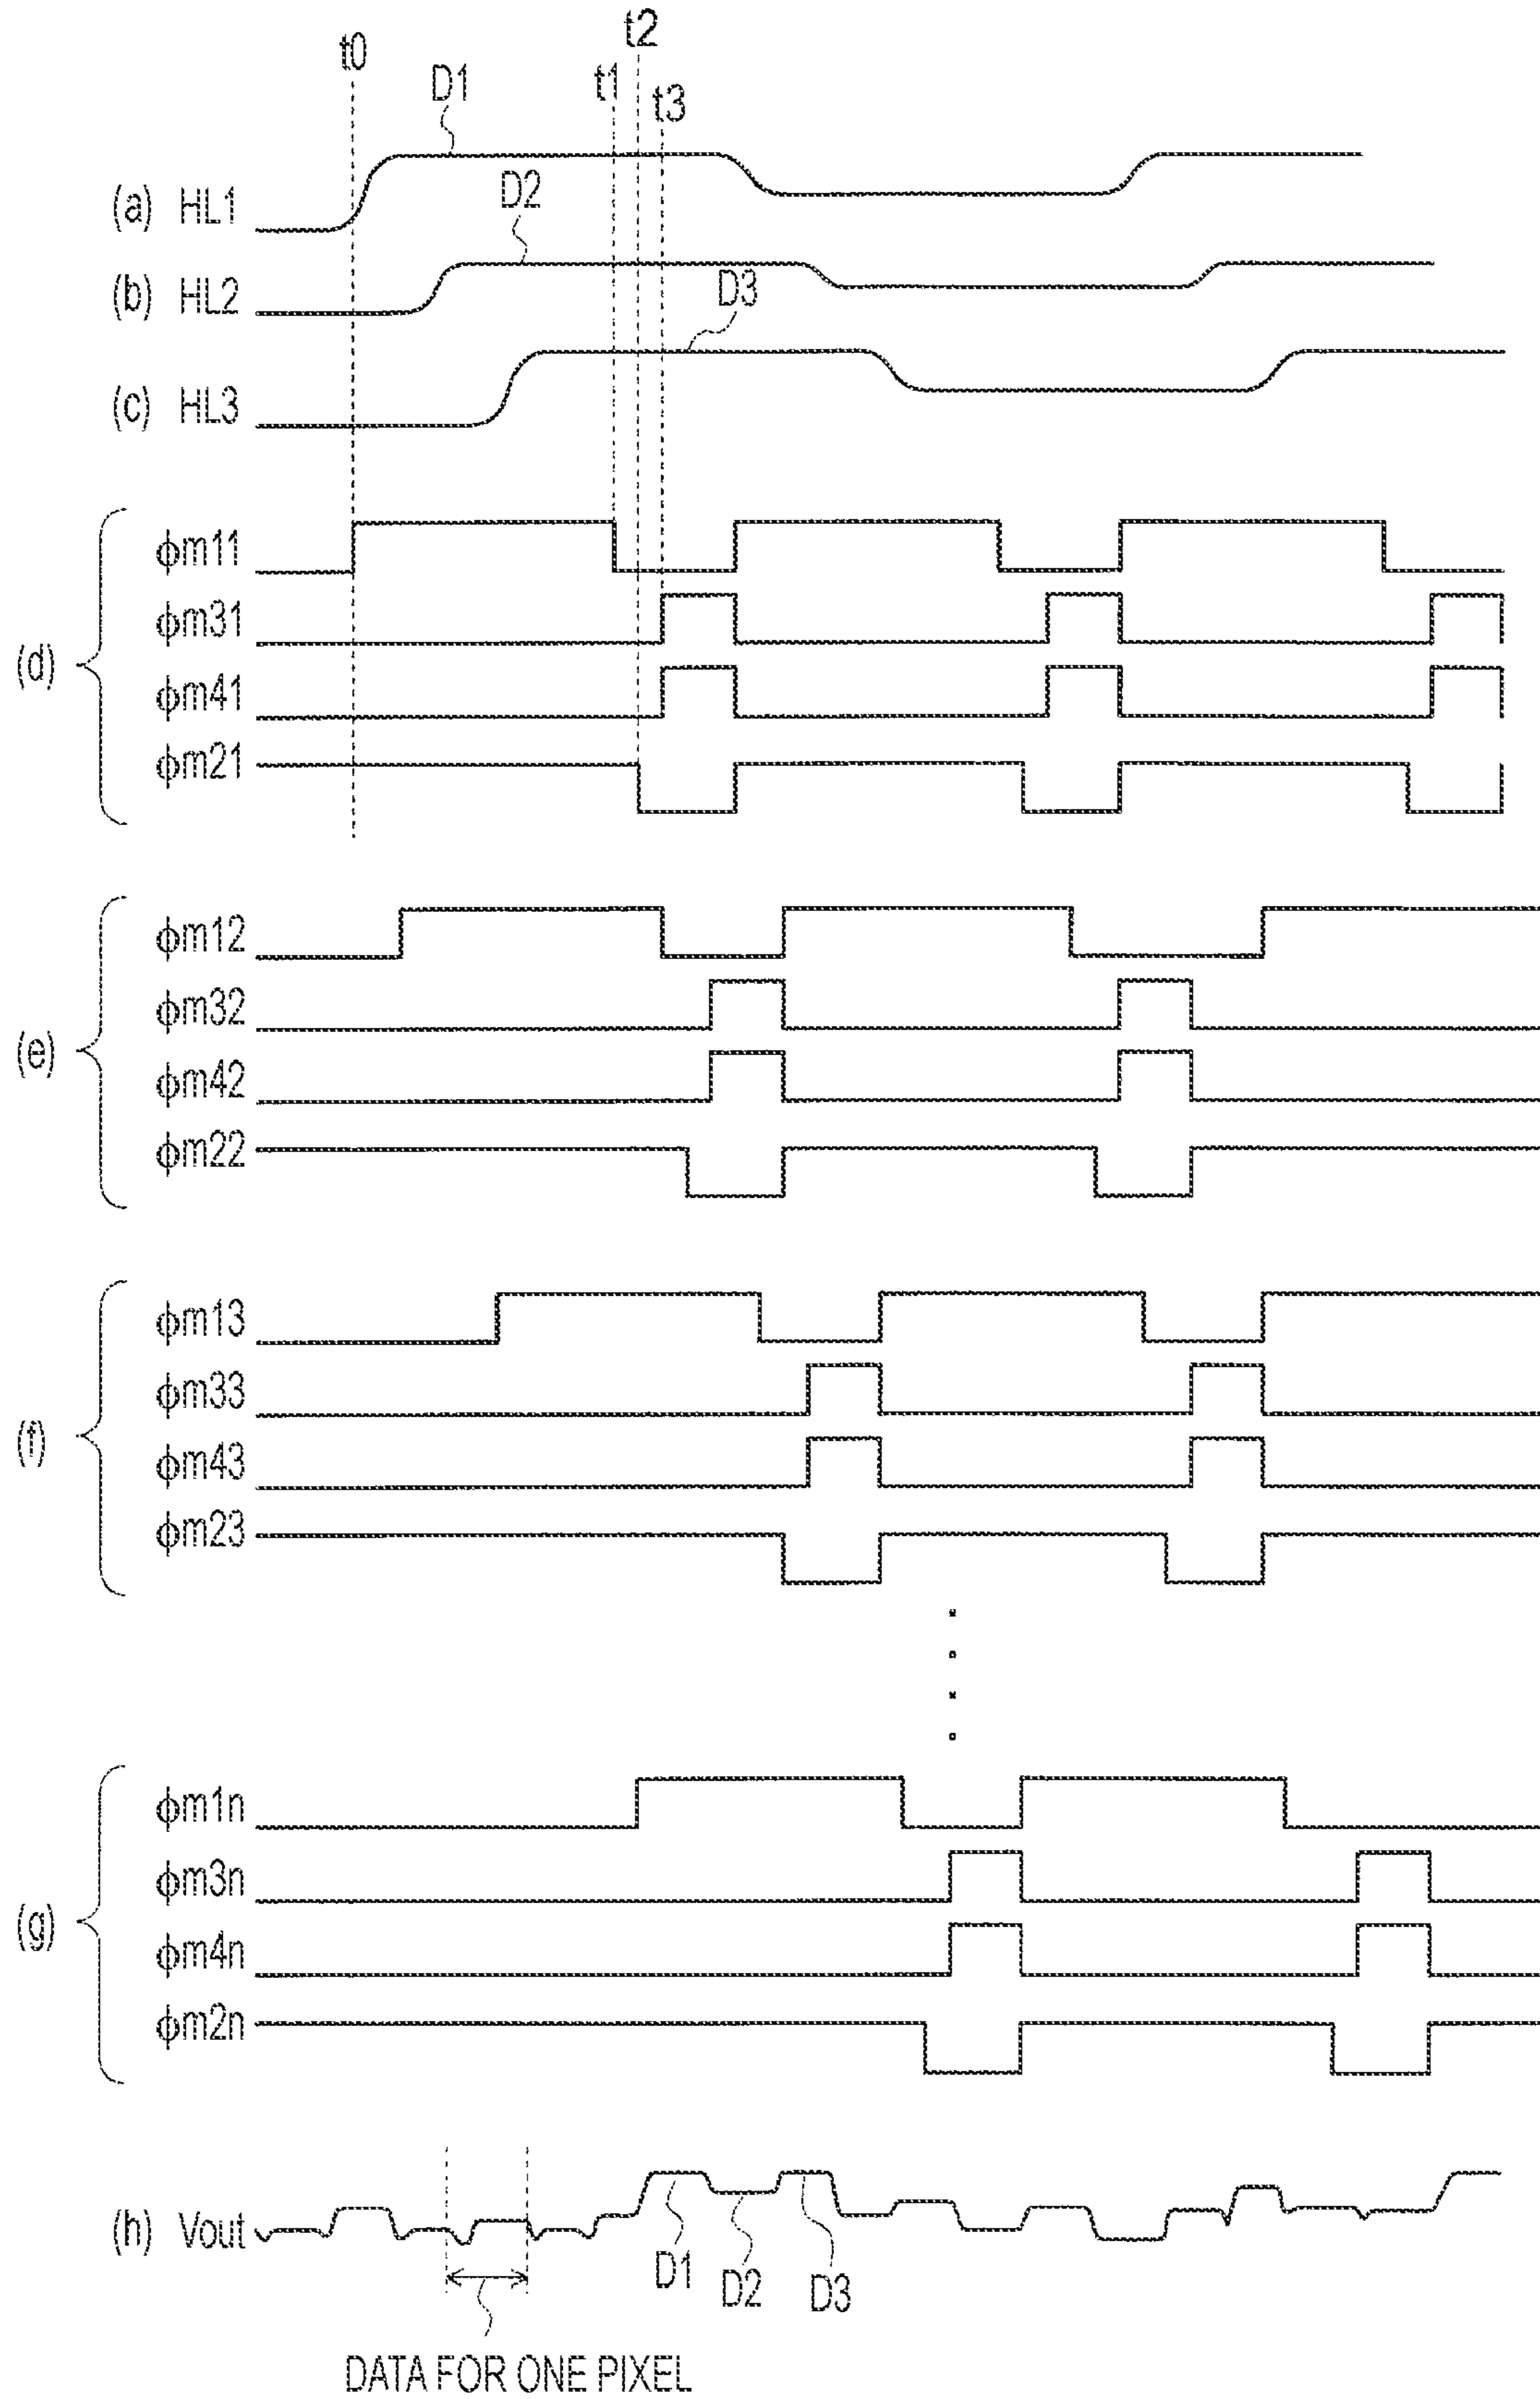 t0
t2
t1
t3
D1
(a) HL1
D2
(b) HL2
D3
(c) HL3
(d)
ϕm11
ϕm31
ϕm41
ϕm21
(e)
ϕm12
ϕm32
ϕm42
ϕm22
(f)
ϕm13
ϕm33
ϕm43
ϕm23
(g)
ϕm1n
ϕm3n
ϕm4n
ϕm2n
(h) Vout
D1
D2
D3
DATA FOR ONE PIXEL